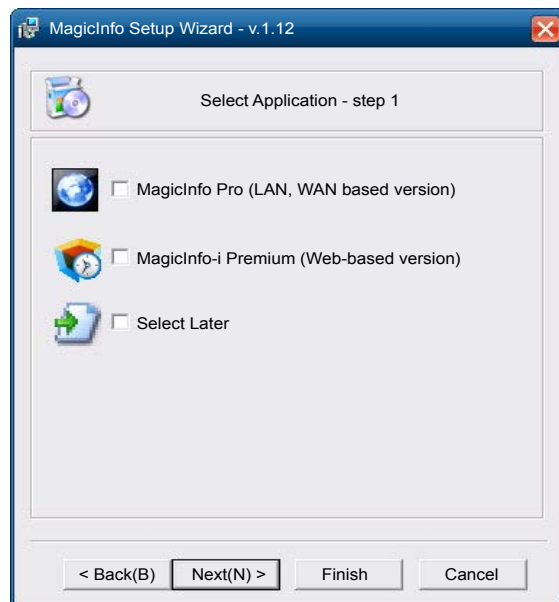 MagicInfo Setup Wizard - v.1.12
Select Application - step 1
MagicInfo Pro (LAN, WAN based version)
MagicInfo-i Premium (Web-based version)
Select Later
< Back(B) Next(N) > Finish Cancel